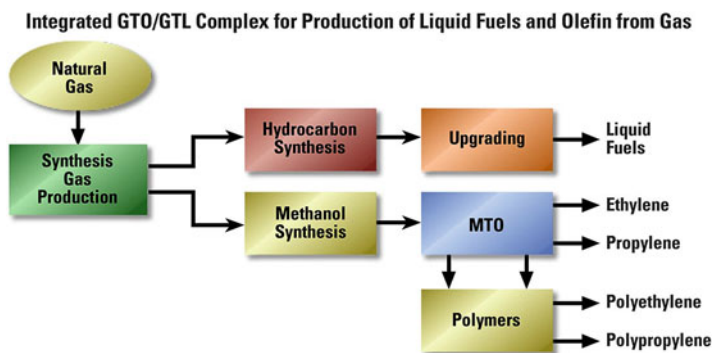 Integrated GTO/GTL Complex for Production of Liquid Fuels and Olefin from Gas
Natural
Gas
Synthesis
Gas
Production
Hydrocarbon
Synthesis
Upgrading
Liquid
Fuels
Methanol
Synthesis
MTO
Ethylene
Propylene
Polymers
Polyethylene
Polypropylene